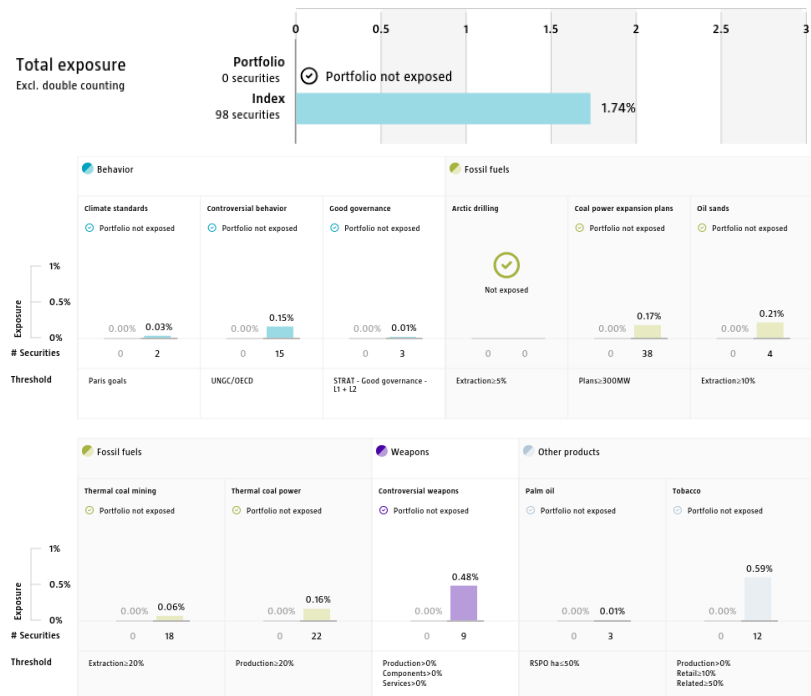 0 0.5 1 1.5 2 2.5 3
Total exposure
Excl. double counting
Portfolio
0 securities
Portfolio not exposed
Index
98 securities
1.74%
Behavior
Fossil fuels
Climate standards
Controversial behavior
Good governance
Arctic drilling
Coal power expansion plans
Oil sands
Portfolio not exposed
Portfolio not exposed
Portfolio not exposed
Portfolio not exposed
Portfolio not exposed
Not exposed
Exposure
1%
0.5%
0%
0.00% 0.03%
0.00% 0.15%
0.00% 0.01%
0.00% 0.17%
0.00% 0.21%
# Securities
0 2
0 15
0 3
0 0
0 38
0 4
Threshold
Paris goals
UNGC/OECD
STRAT - Good governance -
L1 + L2
Extraction≥5%
Plans≥300MW
Extraction≥10%
Fossil fuels
Weapons
Other products
Thermal coal mining
Thermal coal power
Controversial weapons
Palm oil
Tobacco
Portfolio not exposed
Portfolio not exposed
Portfolio not exposed
Portfolio not exposed
Portfolio not exposed
Exposure
1%
0.5%
0%
0.00% 0.06%
0.00% 0.16%
0.00% 0.48%
0.00% 0.01%
0.00% 0.59%
# Securities
0 18
0 22
0 9
0 3
0 12
Threshold
Extraction≥20%
Production≥20%
Production>0%
Components>0%
Services>0%
RSPO ha≤50%
Production>0%
Retail≥10%
Related≥50%